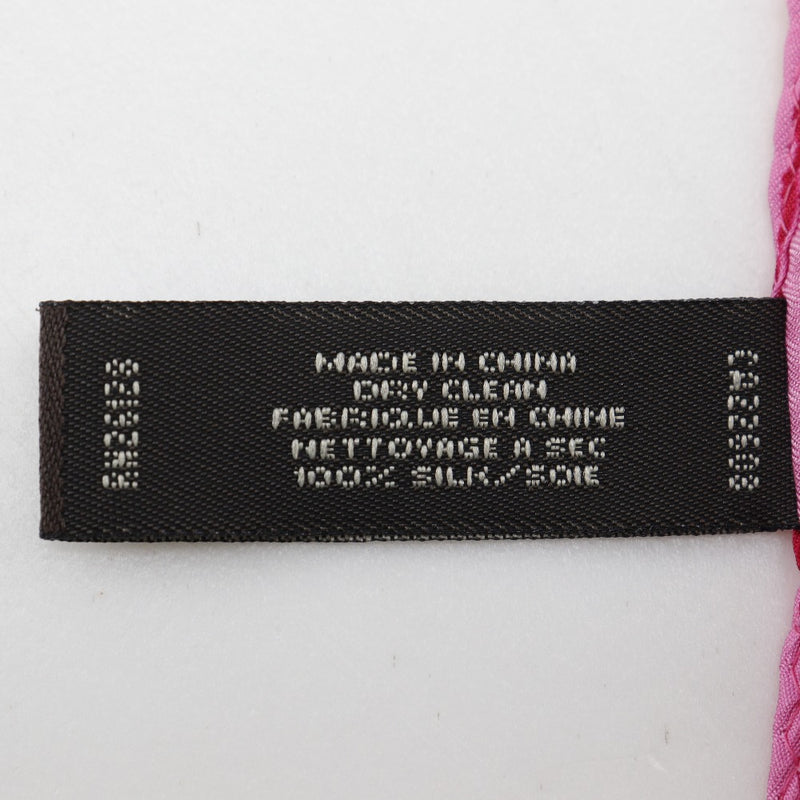 MADE IN CHINA
DRY CLEAN
FABRIQUE EN CHINE
NETTOYAGE A SEC
100% SILK/SOIE